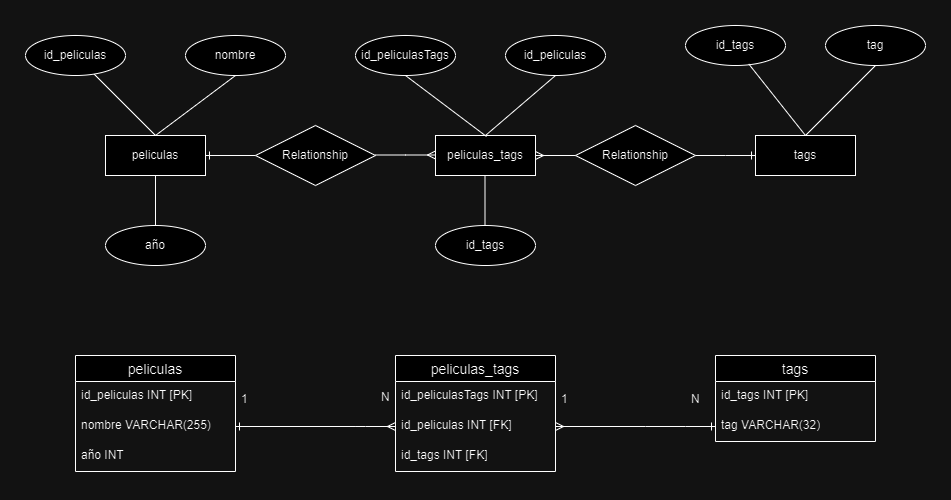 id_peliculas
nombre
id_peliculasTags
id_peliculas
id_tags
tag
peliculas
Relationship
peliculas_tags
Relationship
tags
año
id_tags
peliculas
id_peliculas INT [PK]
nombre VARCHAR(255)
año INT
1
N
peliculas_tags
id_peliculasTags INT [PK]
id_peliculas INT [FK]
id_tags INT [FK]
1
N
tags
id_tags INT [PK]
tag VARCHAR(32)